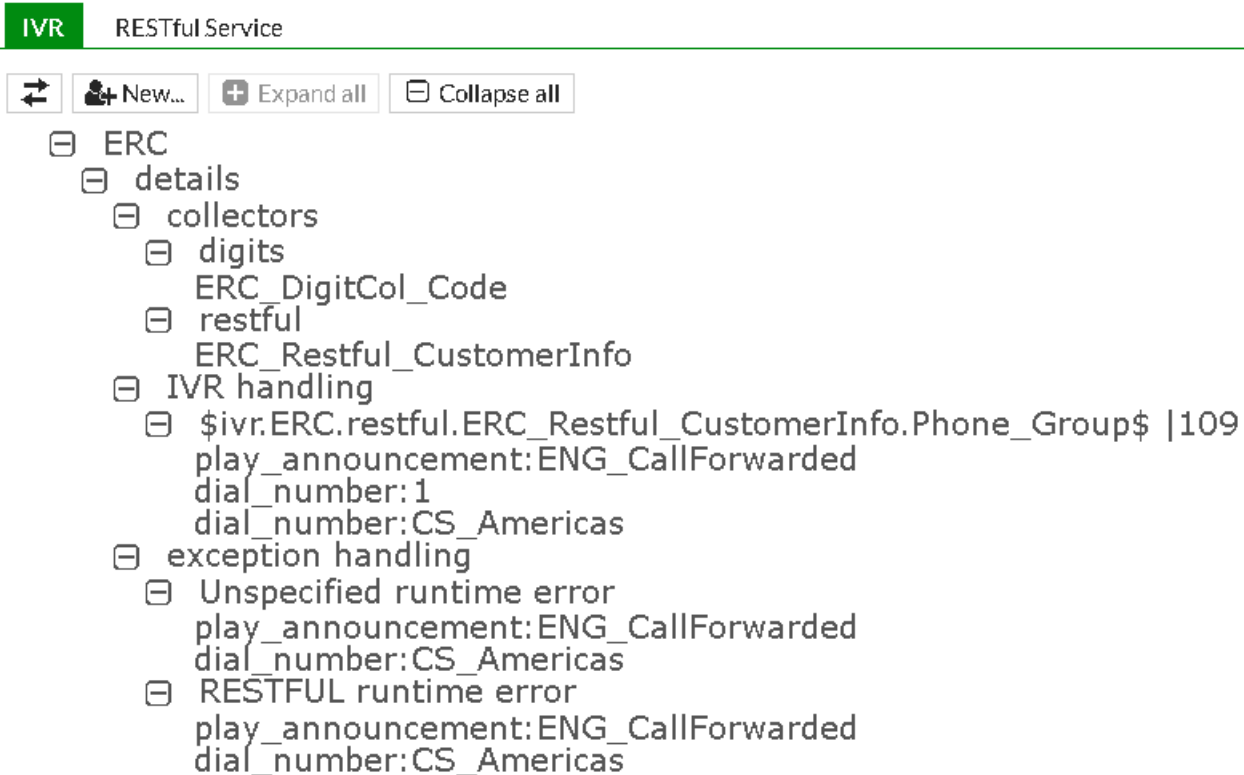 IVR RESTful Service
New... Expand all Collapse all
ERC
details
collectors
digits
ERC_DigitCol_Code
restful
ERC_Restful_CustomerInfo
IVR handling
$ivr.ERC.restful.ERC_Restful_CustomerInfo.Phone_Group$ |109
play_announcement:ENG_CallForwarded
dial_number:1
dial_number:CS_Americas
exception handling
Unspecified runtime error
play_announcement:ENG_CallForwarded
dial_number:CS_Americas
RESTFUL runtime error
play_announcement:ENG_CallForwarded
dial_number:CS_Americas